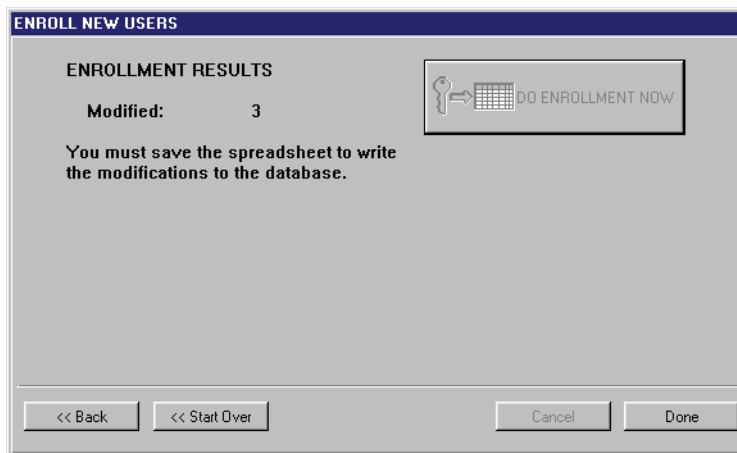 ENROLL NEW USERS
ENROLLMENT RESULTS
DO ENROLLMENT NOW
Modified: 3
You must save the spreadsheet to write
the modifications to the database.
<< Back
<< Start Over
Cancel
Done